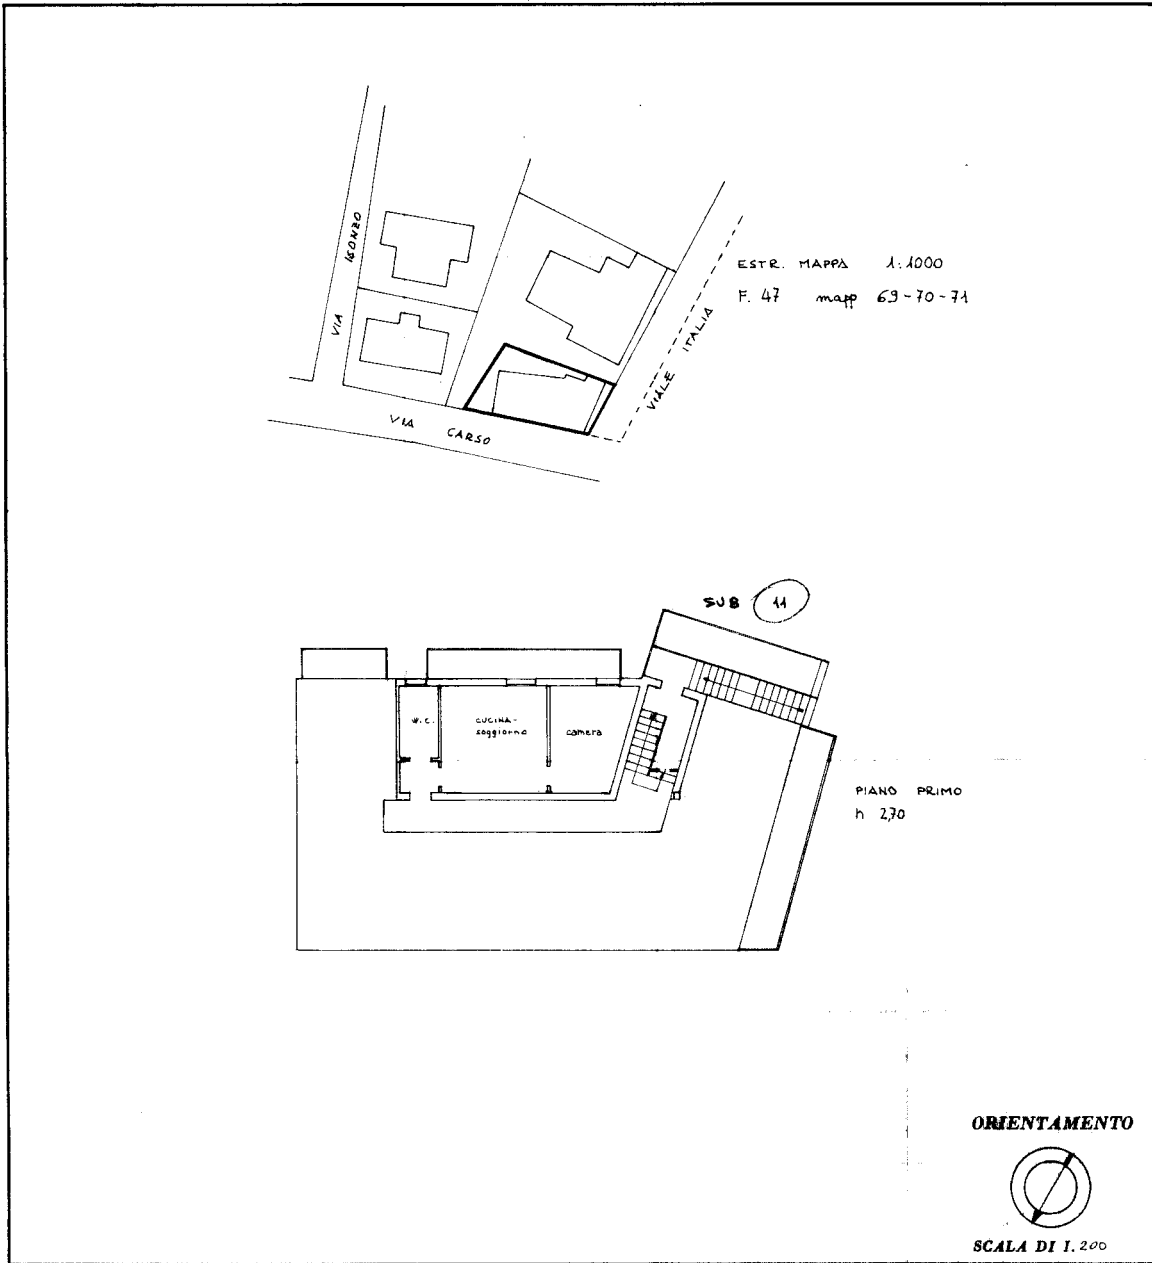 VIA ISONZO
ESTR. MAPPA 1:1000
F. 47 mapp 69-70-71
VIALE ITALIA
VIA CARSO
SUB 11
W.C.
CUCINA-
soggiorno
camera
PIANO PRIMO
h 2,70
ORIENTAMENTO
SCALA DI 1.200